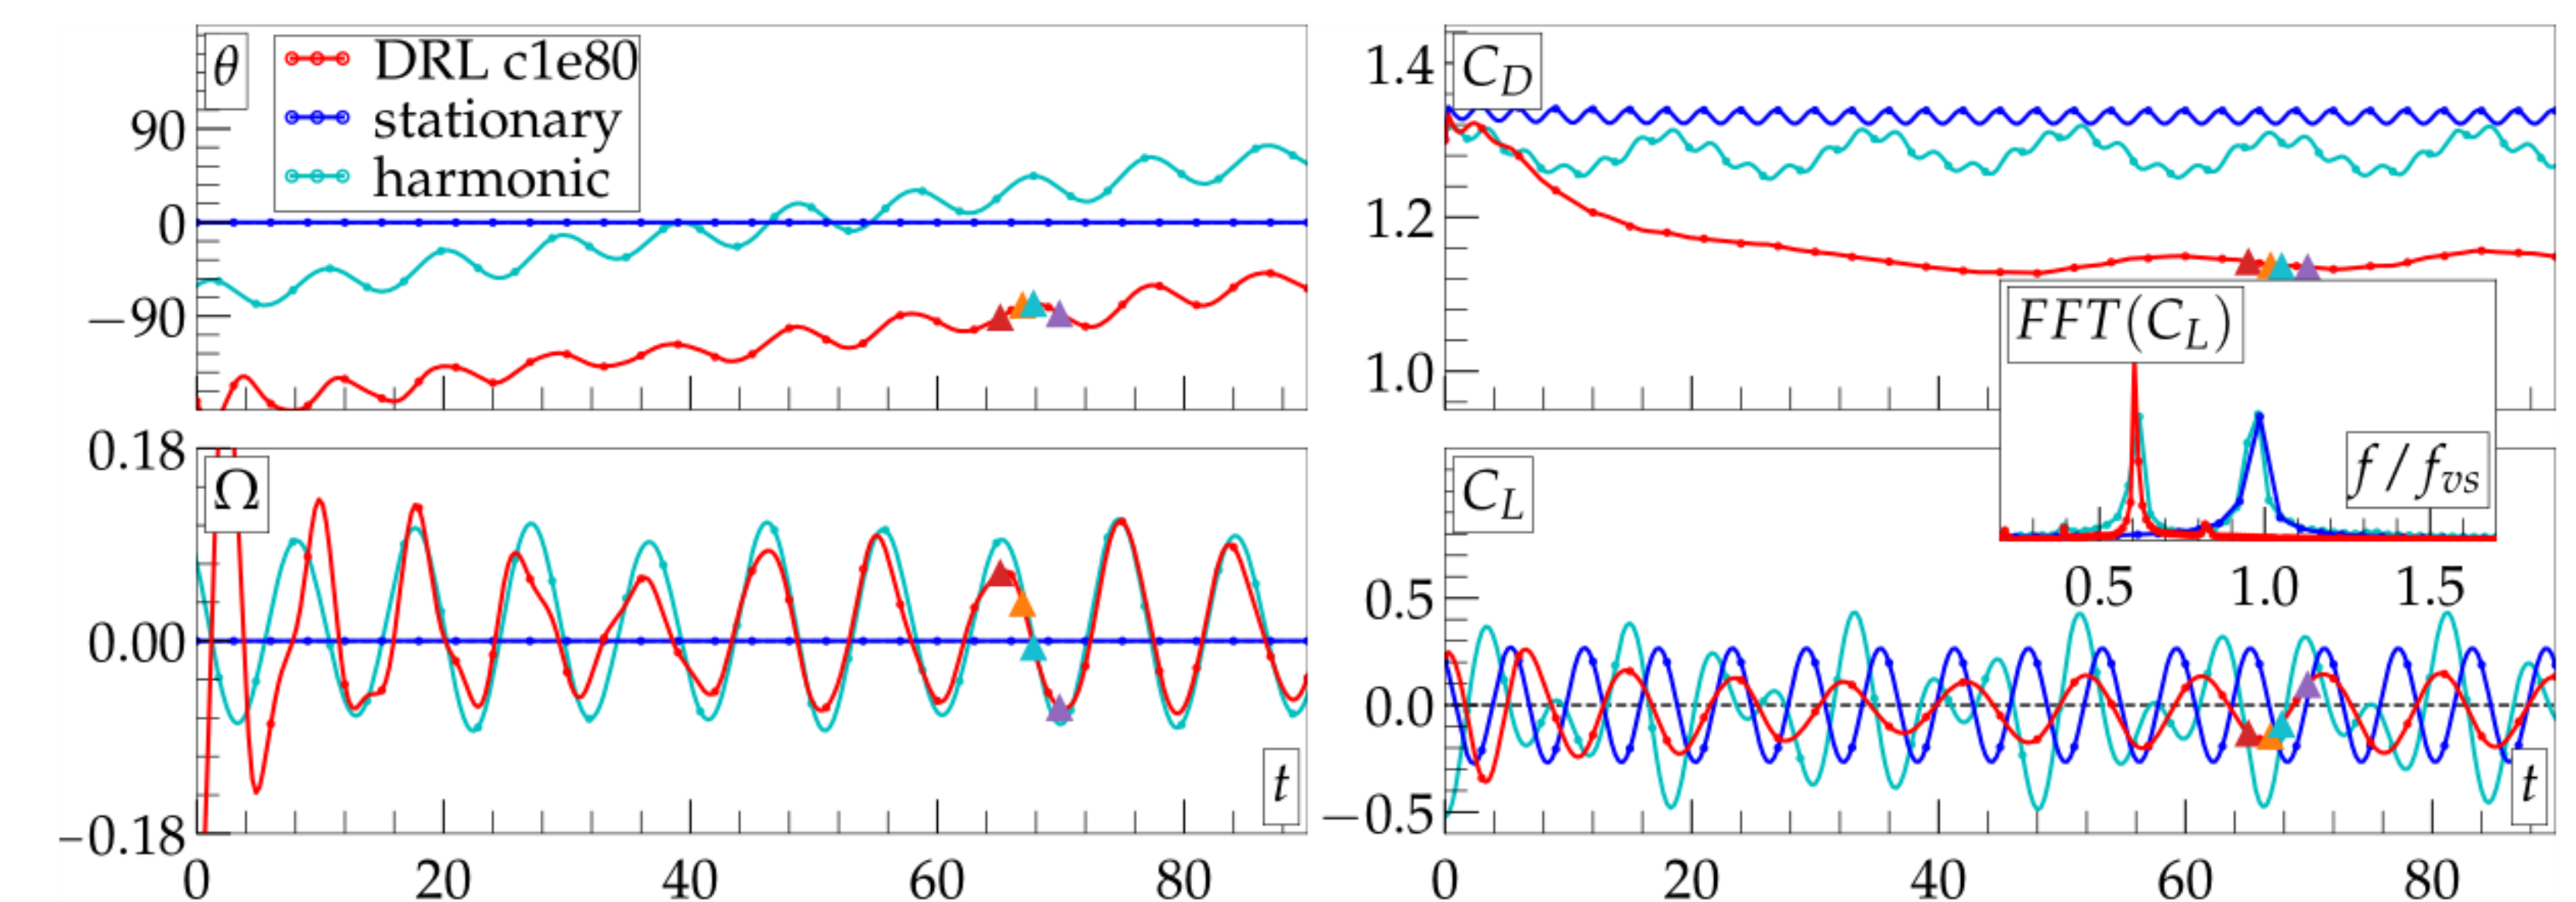 θ
DRL c1e80
stationary
harmonic
90
0
−90
C_D
1.4
1.2
1.0
FFT(C_L)
f / f_vs
0.5 1.0 1.5
Ω
0.18
0.00
−0.18
t
0 20 40 60 80
C_L
0.5
0.0
−0.5
t
0 20 40 60 80